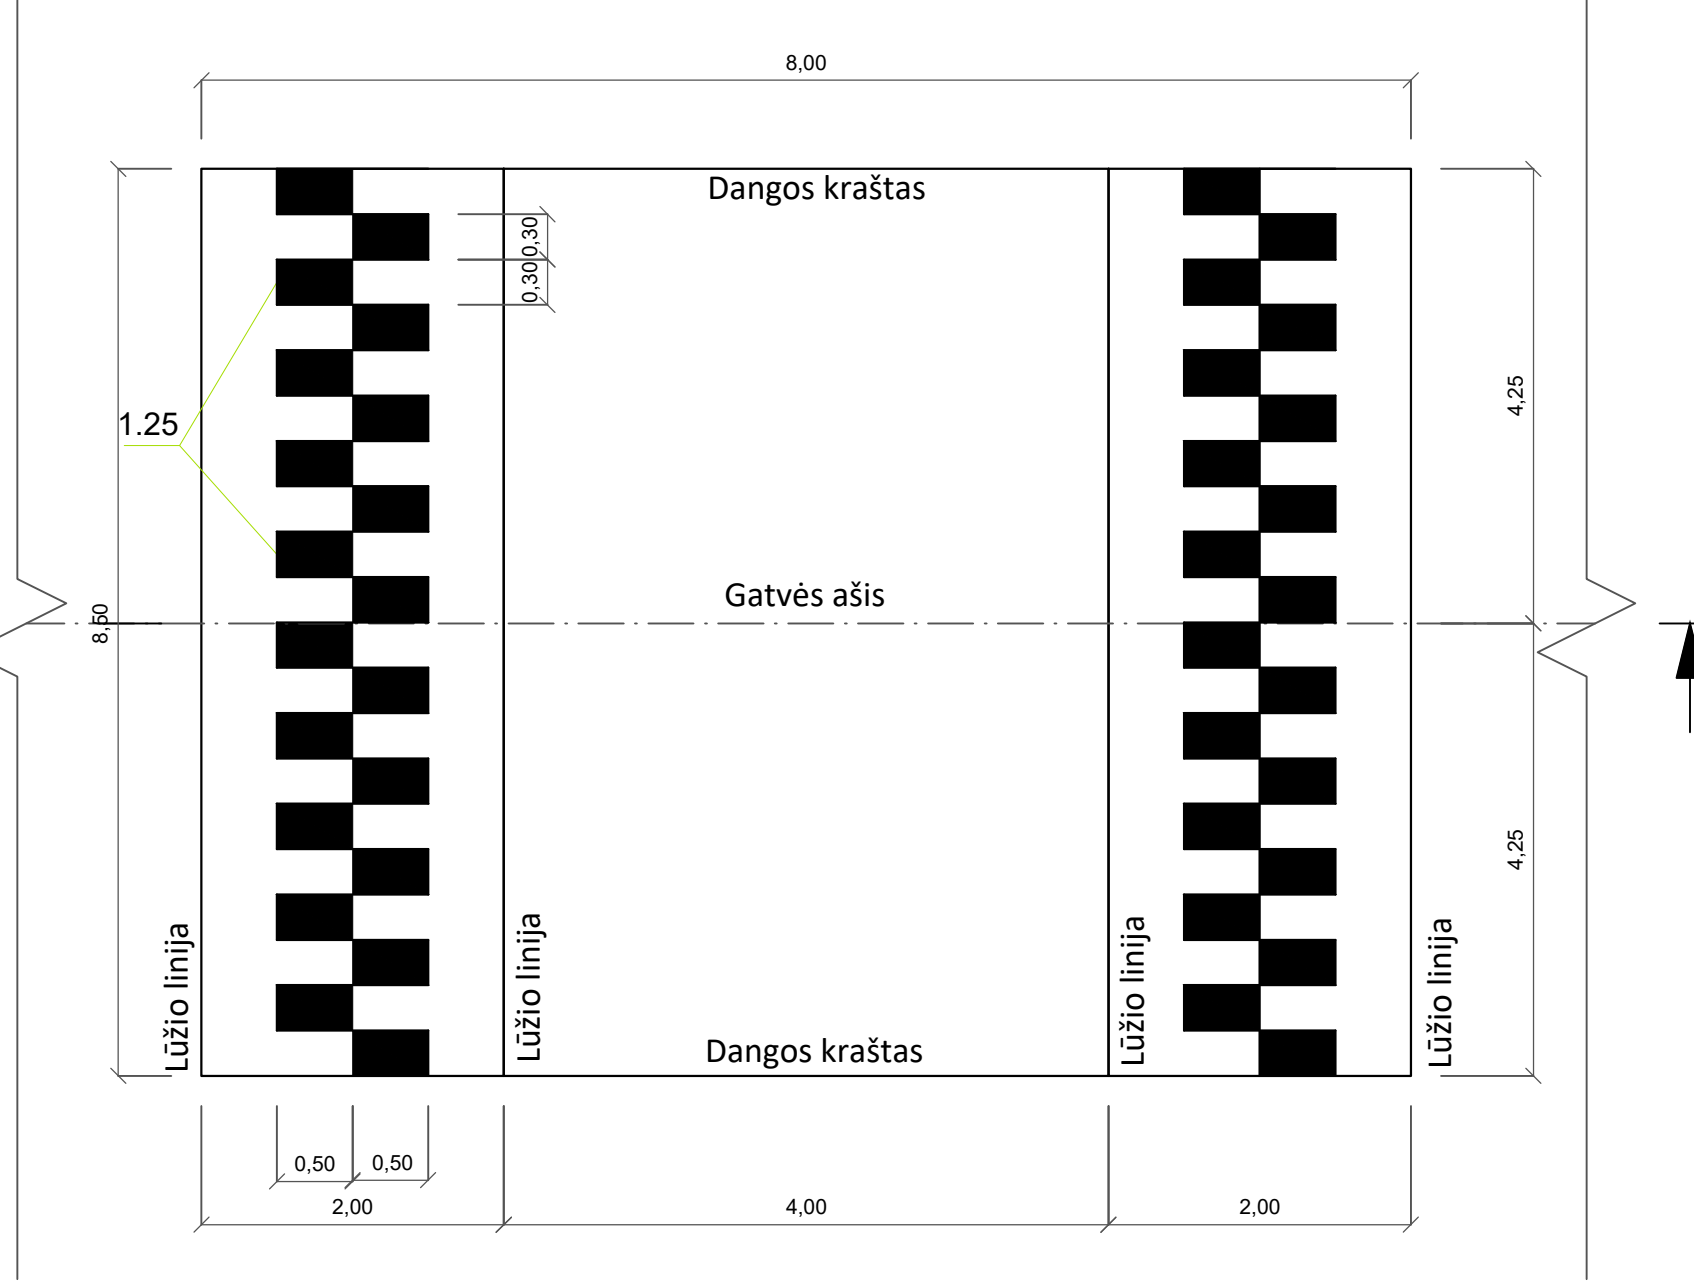 8,00
Dangos kraštas
0,30
0,30
4,25
1.25
Gatvės ašis
8,50
4,25
Lūžio linija
Lūžio linija
Lūžio linija
Lūžio linija
Dangos kraštas
0,50
0,50
2,00
4,00
2,00